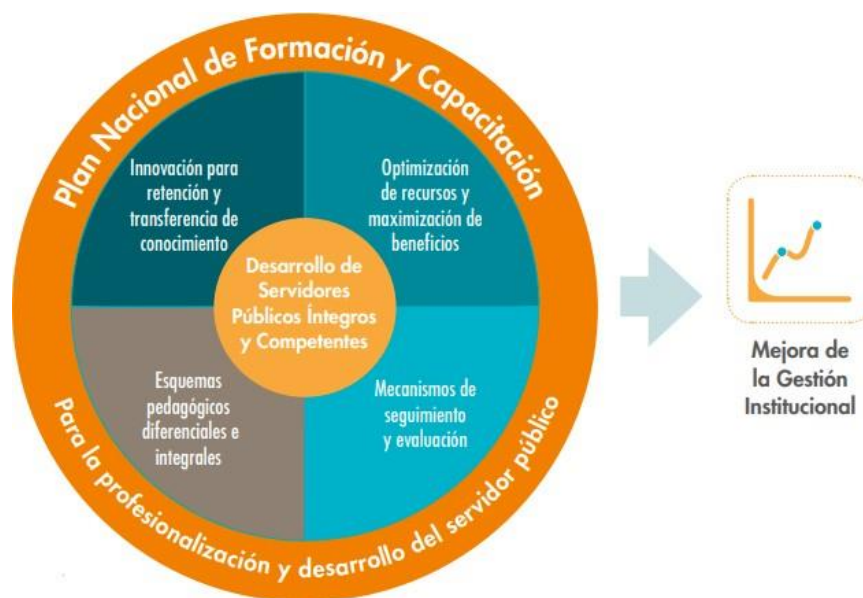 Plan Nacional de Formación y Capacitación
Innovación para
retención y
transferencia de
conocimiento
Optimización
de recursos y
maximización de
beneficios
Desarrollo de
Servidores
Públicos Íntegros
y Competentes
Esquemas
pedagógicos
diferenciales e
integrales
Mecanismos de
seguimiento
y evaluación
Para la profesionalización y desarrollo del servidor público
Mejora de
la Gestión
Institucional